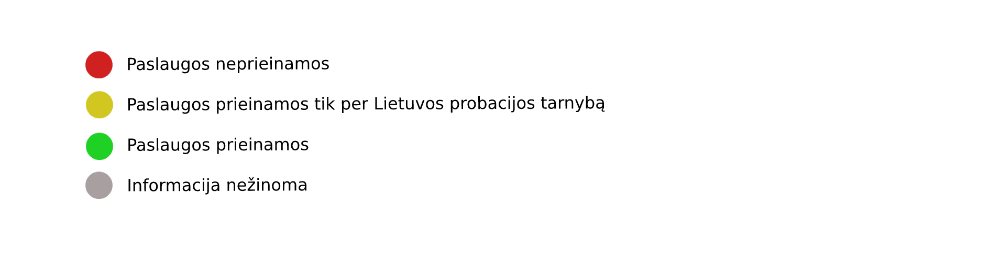 Paslaugos neprieinamos
Paslaugos prieinamos tik per Lietuvos probacijos tarnybą
Paslaugos prieinamos
Informacija nežinoma